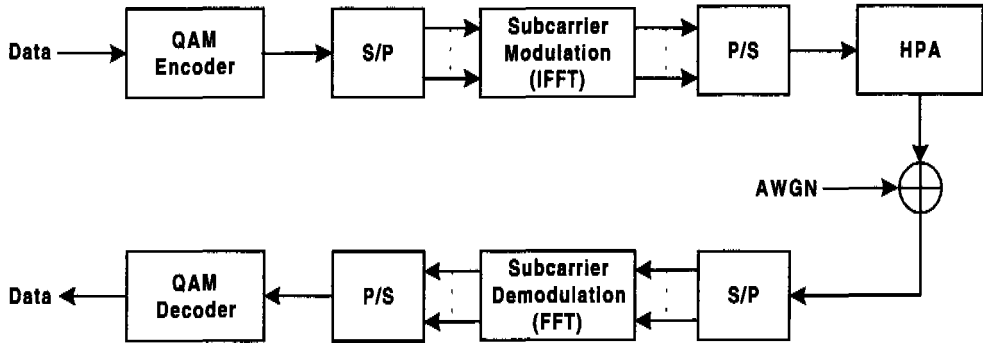 Data
QAM
Encoder
S/P
Subcarrier
Modulation
(IFFT)
P/S
HPA
AWGN
Data
QAM
Decoder
P/S
Subcarrier
Demodulation
(FFT)
S/P